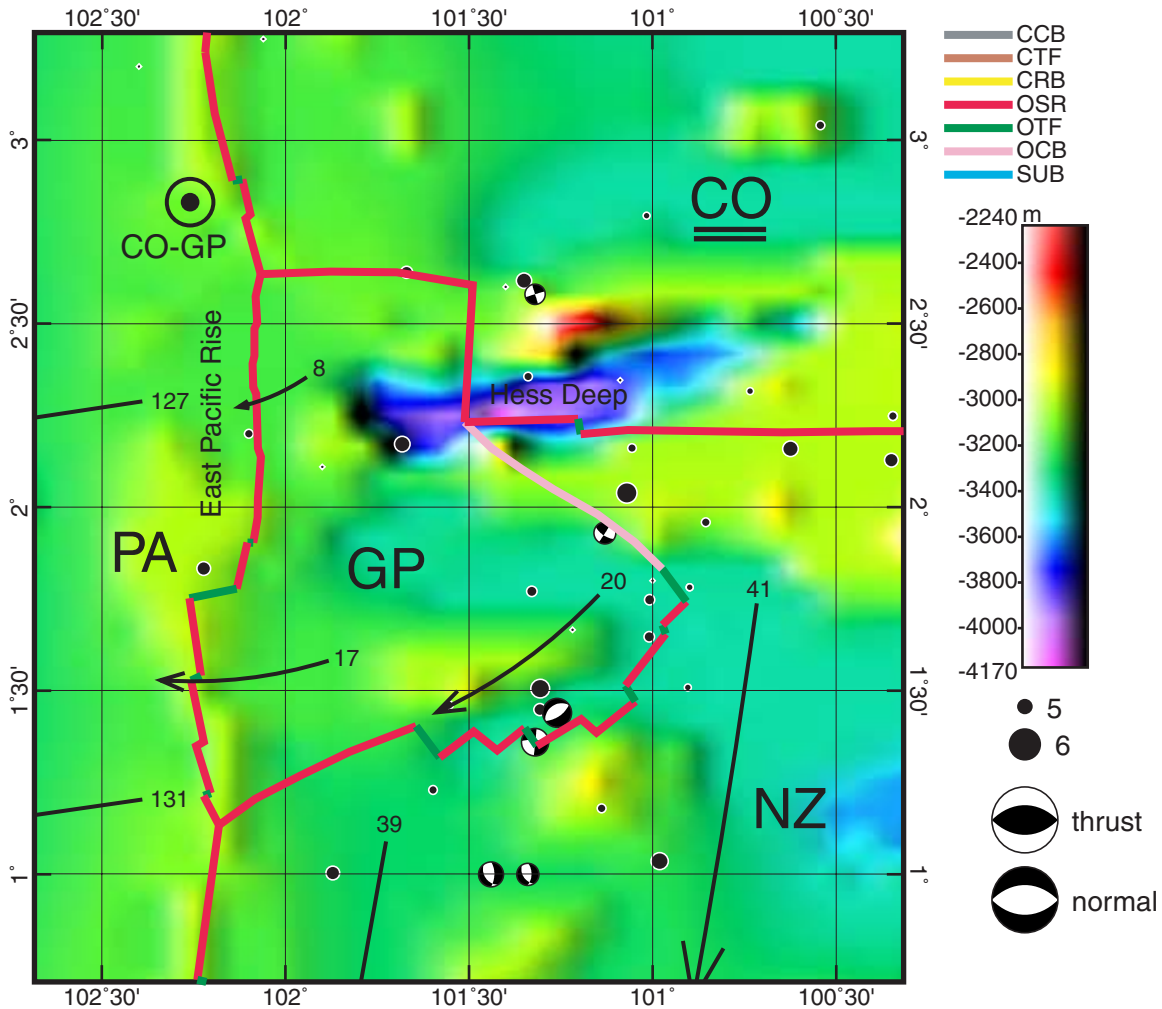 102˚30' 102˚ 101˚30' 101˚ 100˚30'
CCB
CTF
CRB
OSR
OTF
OCB
SUB
3˚ 3˚
CO
CO-GP
-2240 m
-2400
-2600
-2800
-3000
-3200
-3400
-3600
-3800
-4000
-4170
2˚30' 2˚30'
East Pacific Rise
8
127
Hess Deep
2˚ 2˚
PA
GP
20
41
17
1˚30' 1˚30'
5
6
131
39
NZ
thrust
1˚ 1˚
normal
102˚30' 102˚ 101˚30' 101˚ 100˚30'